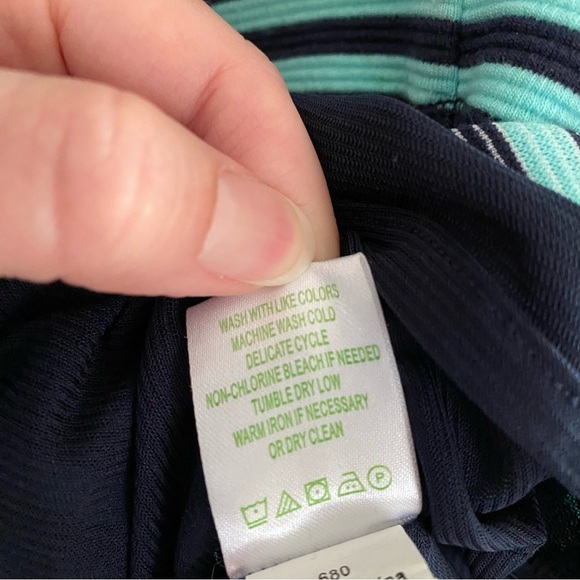 WASH WITH LIKE COLORS
MACHINE WASH COLD
DELICATE CYCLE
NON-CHLORINE BLEACH IF NEEDED
TUMBLE DRY LOW
WARM IRON IF NECESSARY
OR DRY CLEAN
P
680